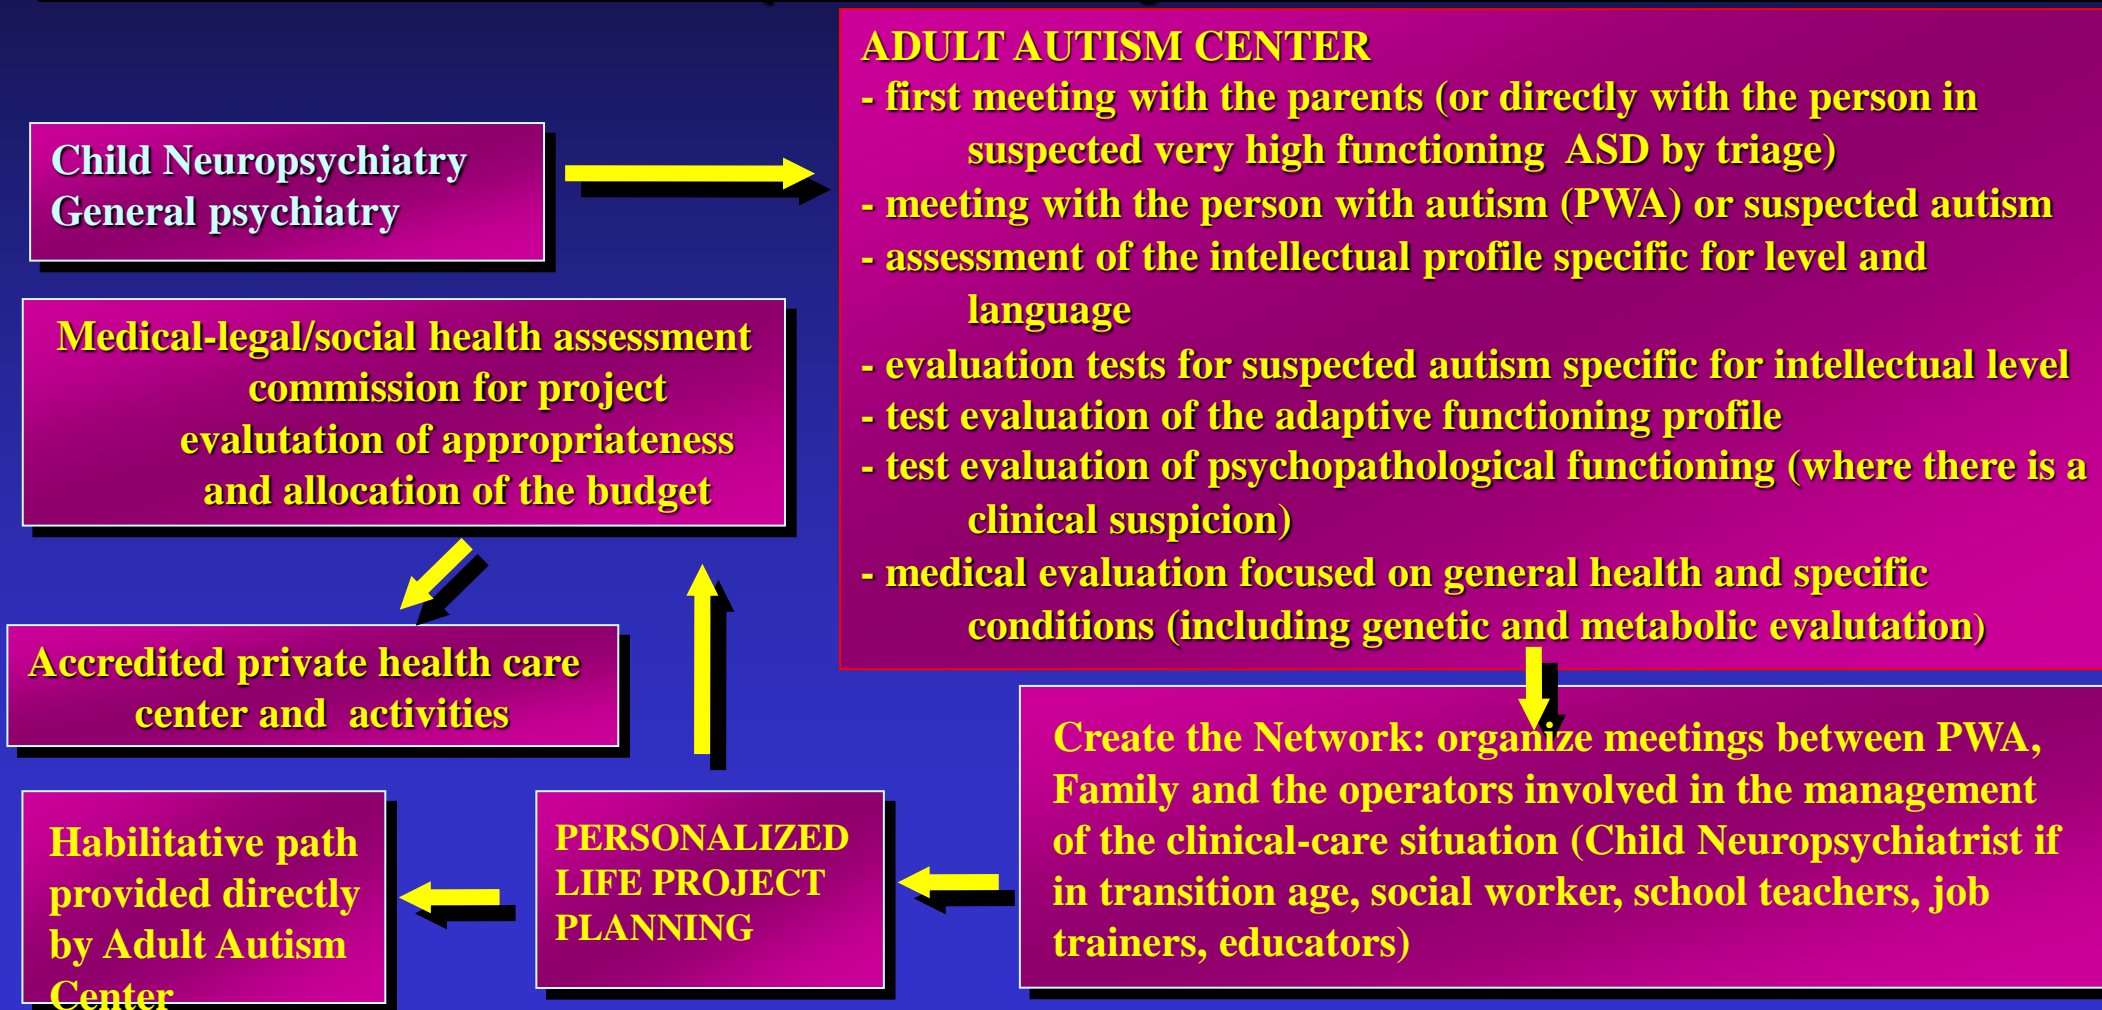 Child Neuropsychiatry
General psychiatry
ADULT AUTISM CENTER
- first meeting with the parents (or directly with the person in
suspected very high functioning ASD by triage)
- meeting with the person with autism (PWA) or suspected autism
- assessment of the intellectual profile specific for level and
language
- evaluation tests for suspected autism specific for intellectual level
- test evaluation of the adaptive functioning profile
- test evaluation of psychopathological functioning (where there is a
clinical suspicion)
- medical evaluation focused on general health and specific
conditions (including genetic and metabolic evalutation)
Medical-legal/social health assessment
commission for project
evalutation of appropriateness
and allocation of the budget
Accredited private health care
center and activities
Create the Network: organize meetings between PWA,
Family and the operators involved in the management
of the clinical-care situation (Child Neuropsychiatrist if
in transition age, social worker, school teachers, job
trainers, educators)
PERSONALIZED
LIFE PROJECT
PLANNING
Habilitative path
provided directly
by Adult Autism
Center